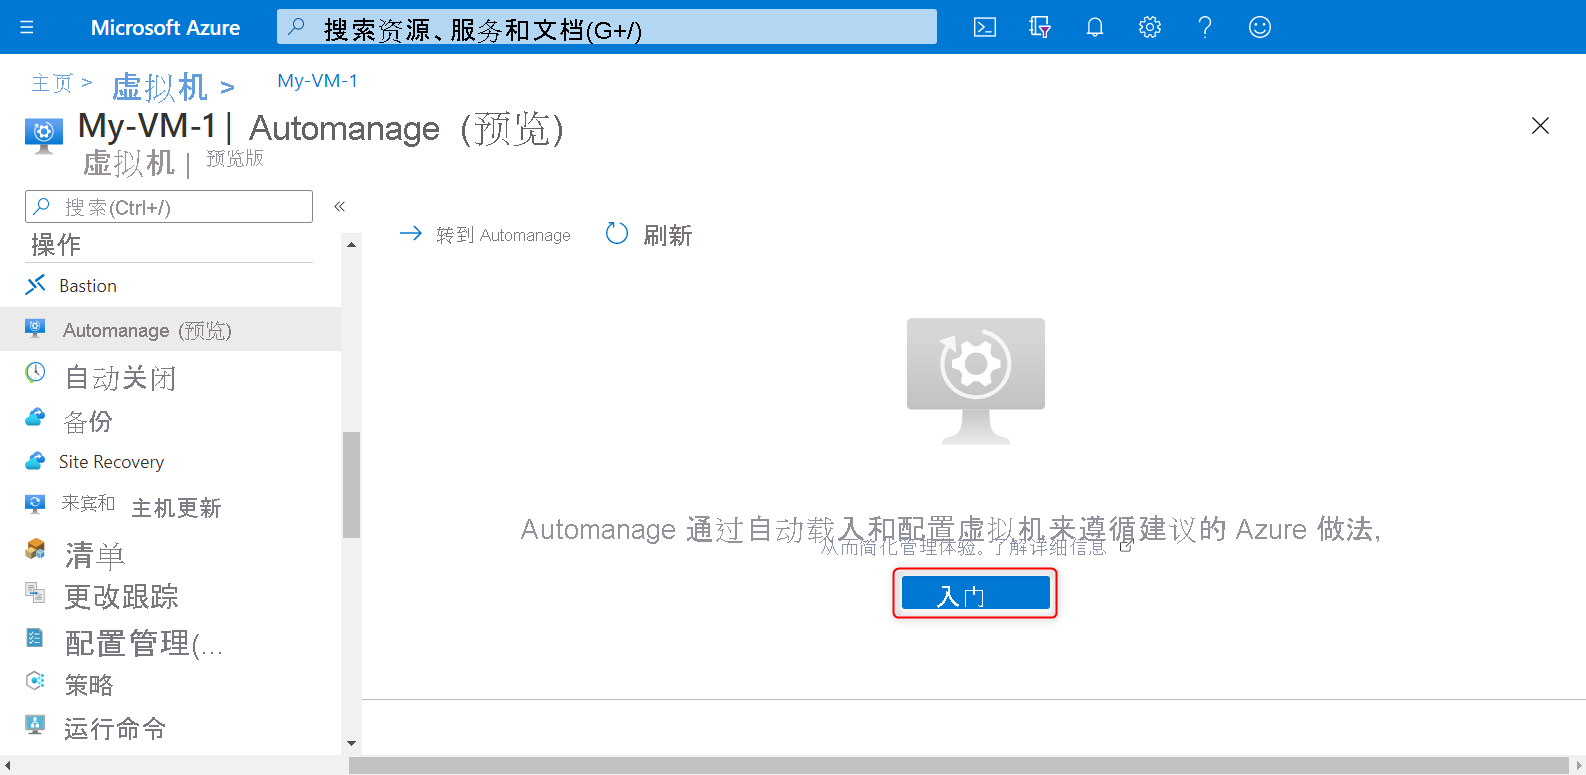 Microsoft Azure
搜索资源、服务和文档(G+/)
主页 > 虚拟机 > My-VM-1
My-VM-1 | Automanage (预览)
虚拟机 | 预览版
搜索(Ctrl+/)
«
转到 Automanage
刷新
操作
Bastion
Automanage (预览)
自动关闭
备份
Site Recovery
来宾和 主机更新
清单
更改跟踪
配置管理(...
策略
运行命令
Automanage 通过自动载入和配置虚拟机来遵循建议的 Azure 做法,
从而简化管理体验。了解详细信息
入门